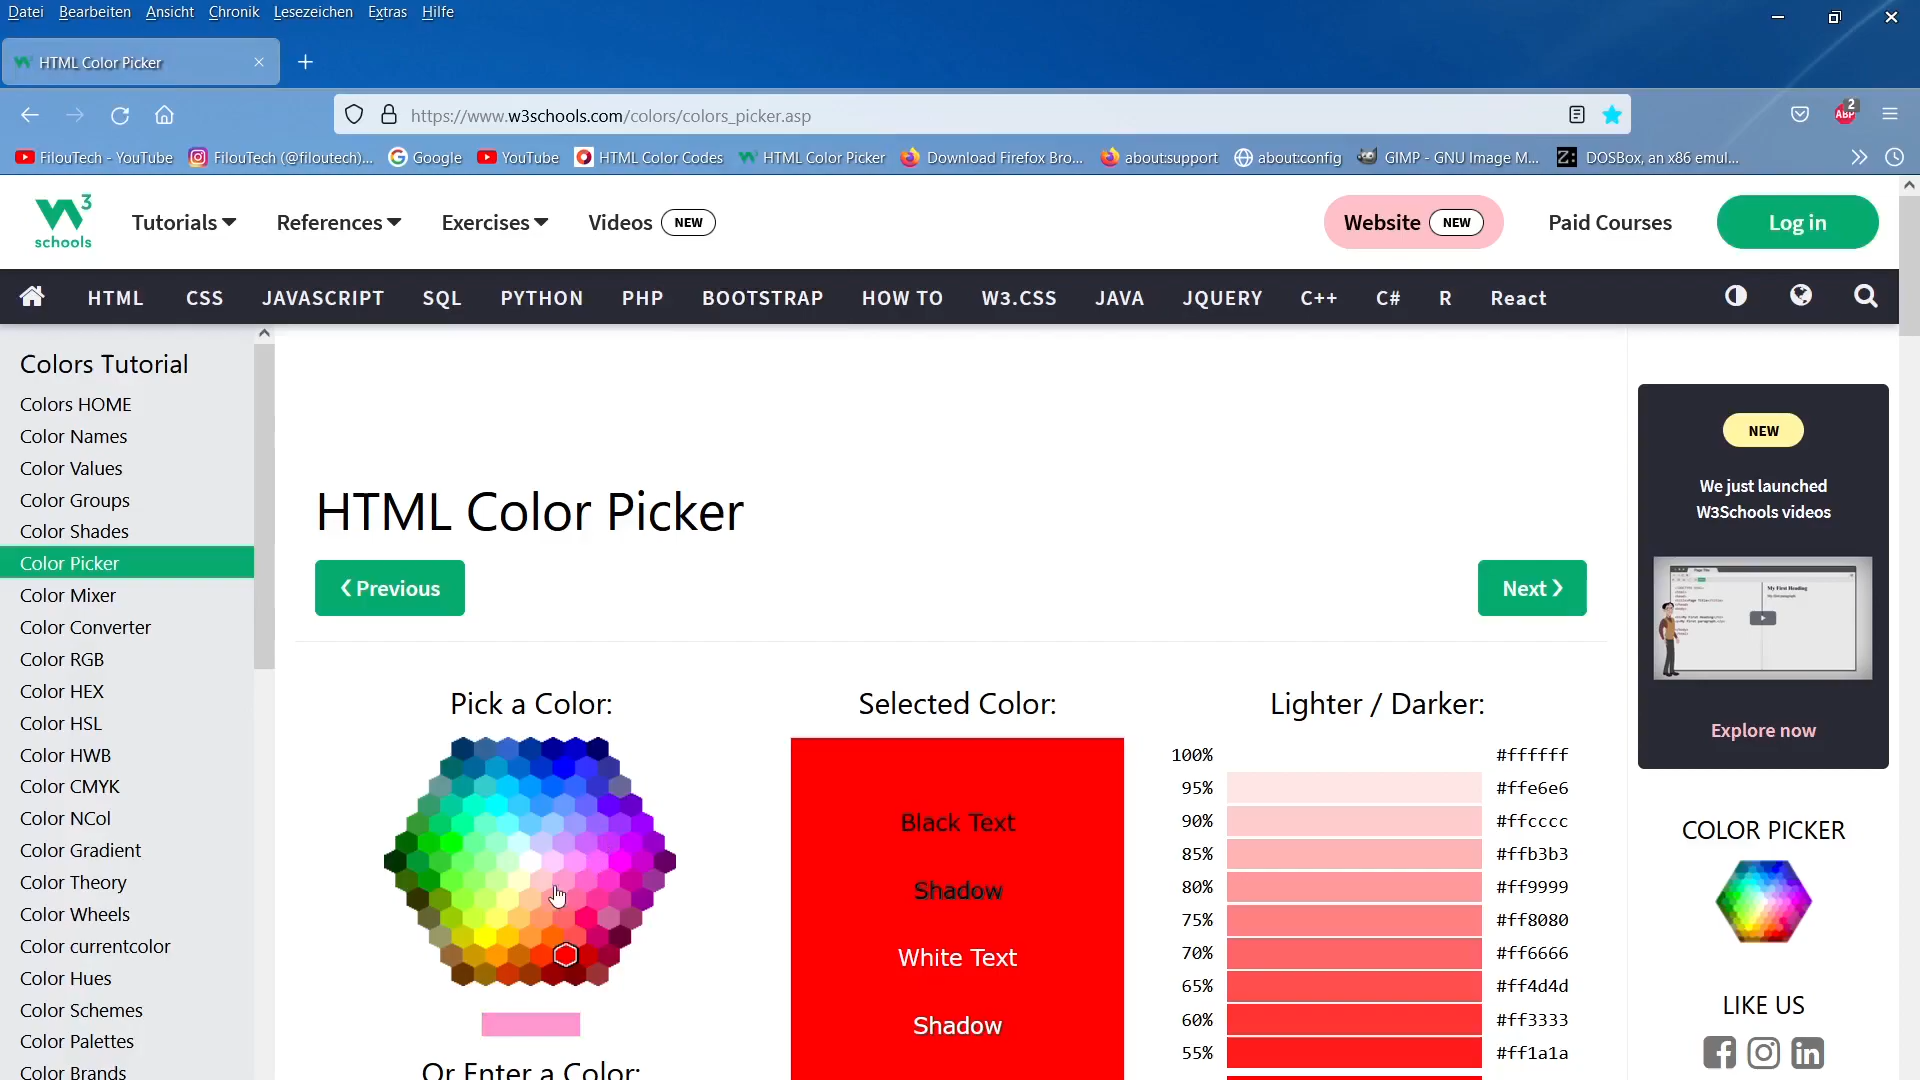 Datei Bearbeiten Ansicht Chronik Lesezeichen Extras Hilfe
HTML Color Picker
https://www.w3schools.com/colors/colors_picker.asp
ABP 2
FilouTech - YouTube FilouTech (@filoutech)... Google YouTube HTML Color Codes HTML Color Picker Download Firefox Bro... about:support about:config GIMP - GNU Image M... DOSBox, an x86 emul...
W3 schools Tutorials References Exercises Videos NEW Website NEW Paid Courses Log in
HTML CSS JAVASCRIPT SQL PYTHON PHP BOOTSTRAP HOW TO W3.CSS JAVA JQUERY C++ C# R React
Colors Tutorial
Colors HOME
Color Names
Color Values
Color Groups
Color Shades
Color Picker
Color Mixer
Color Converter
Color RGB
Color HEX
Color HSL
Color HWB
Color CMYK
Color NCol
Color Gradient
Color Theory
Color Wheels
Color currentcolor
Color Hues
Color Schemes
Color Palettes
Color Brands
HTML Color Picker
❮ Previous
Next ❯
Pick a Color:
Or Enter a Color:
Selected Color:
Black Text
Shadow
White Text
Shadow
Lighter / Darker:
100% #ffffff
95% #ffe6e6
90% #ffcccc
85% #ffb3b3
80% #ff9999
75% #ff8080
70% #ff6666
65% #ff4d4d
60% #ff3333
55% #ff1a1a
NEW
We just launched
W3Schools videos
My First Heading
Explore now
COLOR PICKER
LIKE US